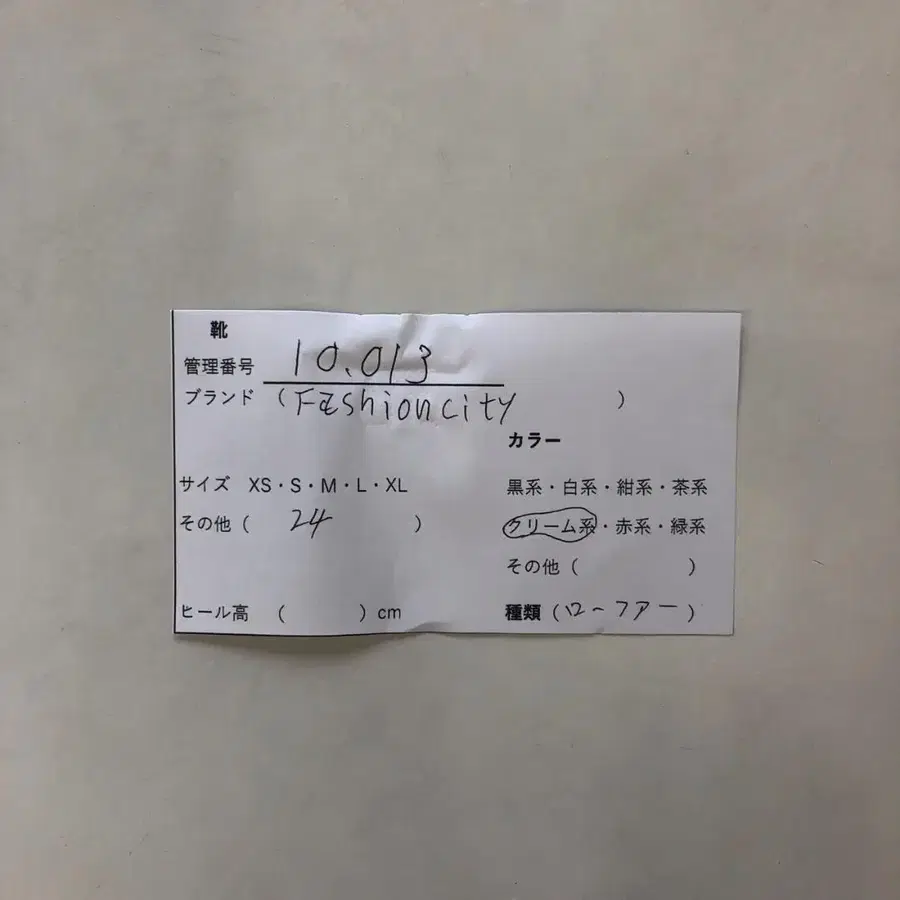 靴
管理番号 10.013
ブランド (Fashioncity )
カラー
サイズ XS・S・M・L・XL
黒系・白系・紺系・茶系
その他( 24 )
クリーム系・赤系・緑系
その他( )
ヒール高 ( )cm
種類(ローファー)